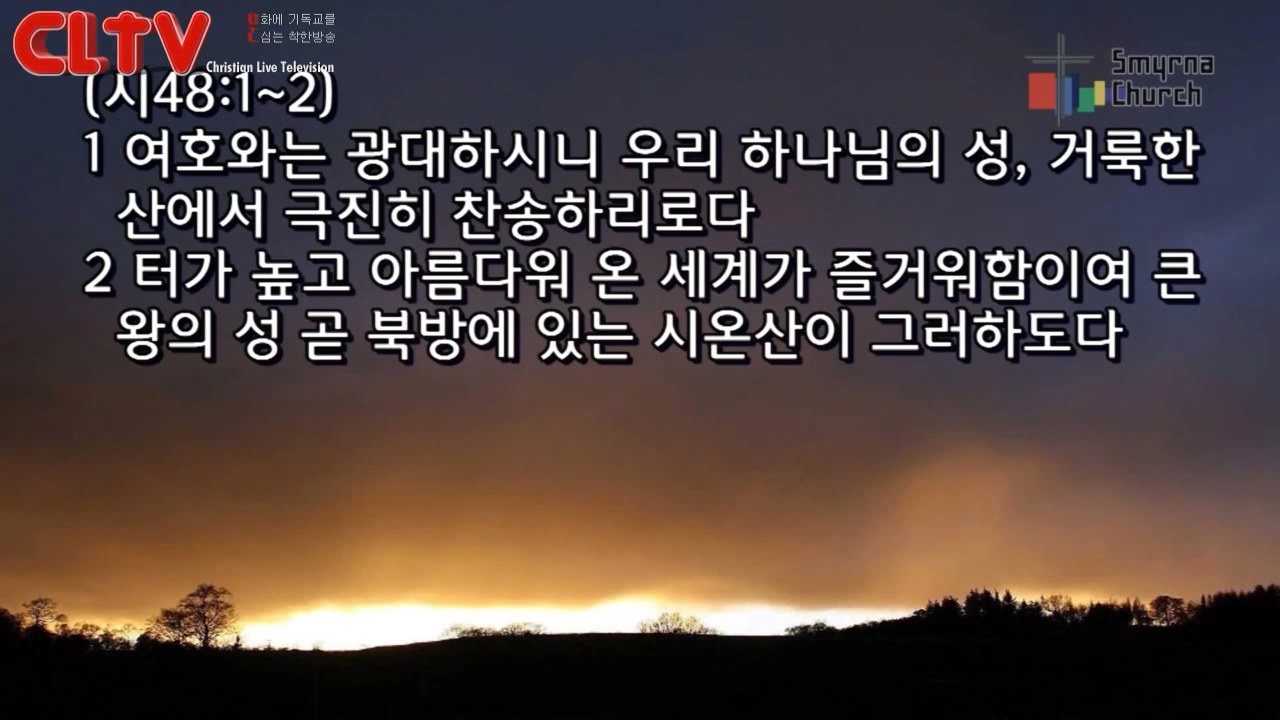 CLTV
문화에 기독교를
심는 착한방송
Christian Live Television
Smyrna
Church
(시48:1~2)
1 여호와는 광대하시니 우리 하나님의 성, 거룩한
산에서 극진히 찬송하리로다
2 터가 높고 아름다워 온 세계가 즐거워함이여 큰
왕의 성 곧 북방에 있는 시온산이 그러하도다